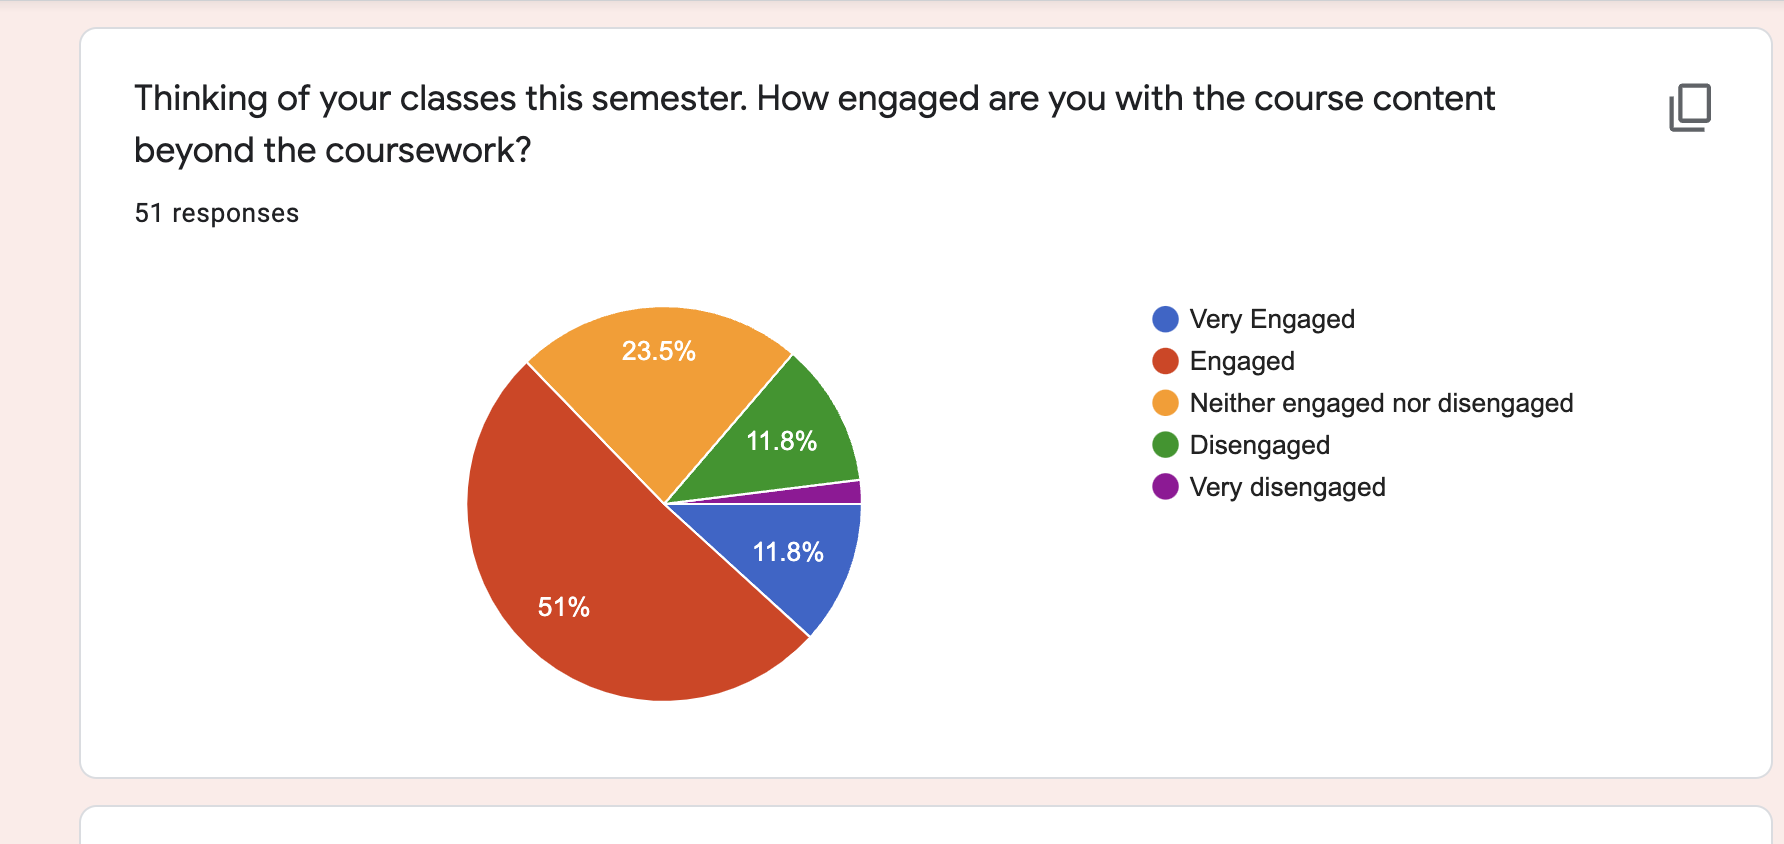 Thinking of your classes this semester. How engaged are you with the course content
beyond the coursework?
51 responses
23.5%
11.8%
11.8%
51%
Very Engaged
Engaged
Neither engaged nor disengaged
Disengaged
Very disengaged